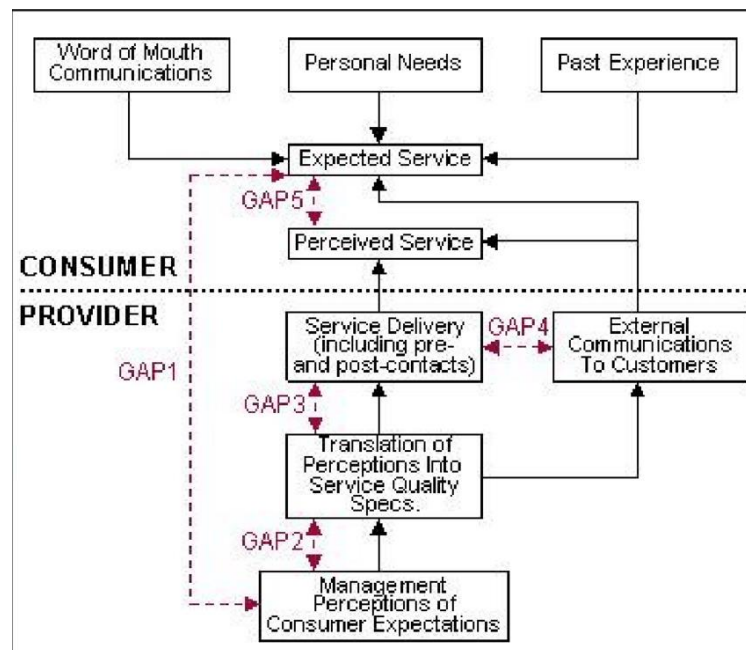 Word of Mouth
Communications
Personal Needs
Past Experience
Expected Service
GAP5
Perceived Service
CONSUMER
PROVIDER
Service Delivery
(including pre-
and post-contacts)
GAP4
External
Communications
To Customers
GAP1
GAP3
Translation of
Perceptions Into
Service Quality
Specs.
GAP2
Management
Perceptions of
Consumer Expectations